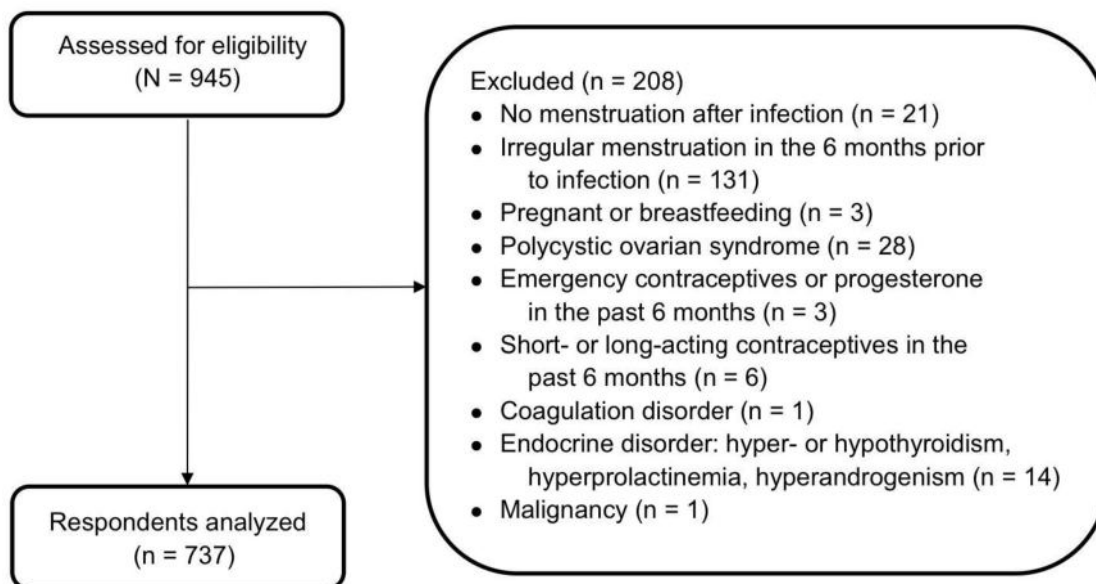 Assessed for eligibility
(N = 945)
Excluded (n = 208)
• No menstruation after infection (n = 21)
• Irregular menstruation in the 6 months prior
to infection (n = 131)
• Pregnant or breastfeeding (n = 3)
• Polycystic ovarian syndrome (n = 28)
• Emergency contraceptives or progesterone
in the past 6 months (n = 3)
• Short- or long-acting contraceptives in the
past 6 months (n = 6)
• Coagulation disorder (n = 1)
• Endocrine disorder: hyper- or hypothyroidism,
hyperprolactinemia, hyperandrogenism (n = 14)
• Malignancy (n = 1)
Respondents analyzed
(n = 737)